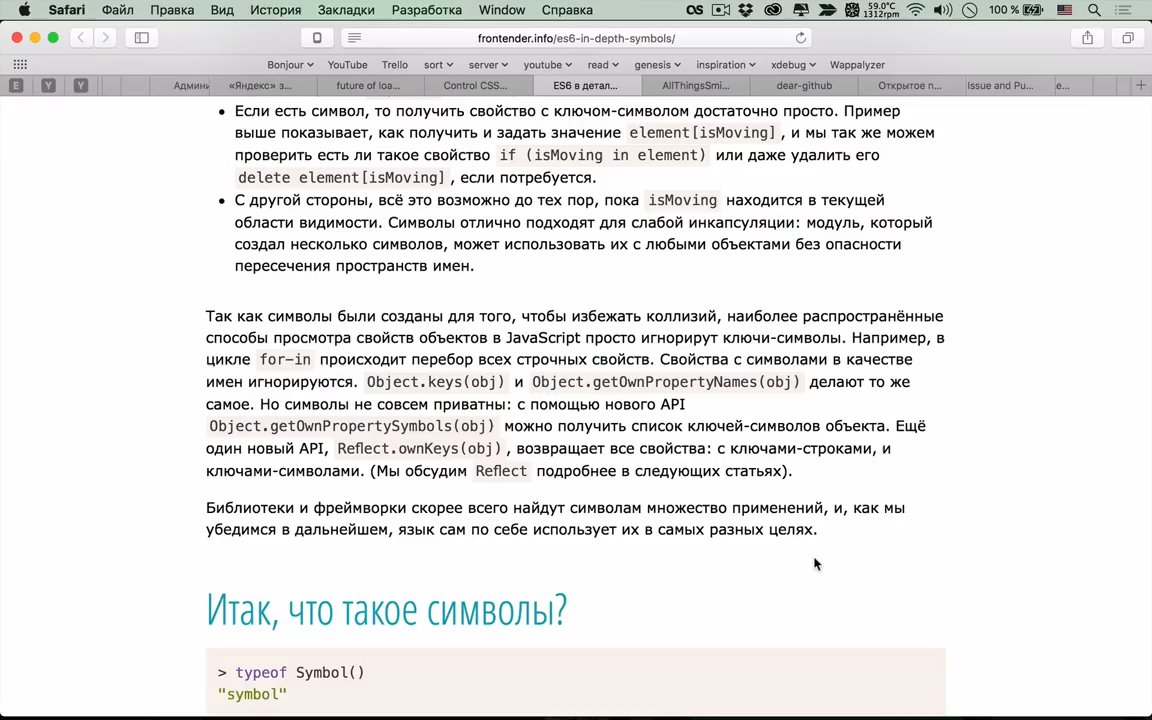 Safari Файл Правка Вид История Закладки Разработка Window Справка 59.0°C 1312rpm 100 %
frontender.info/es6-in-depth-symbols/
Bonjour YouTube Trello sort server youtube read genesis inspiration xdebug Wappalyzer
E Y Y Админи «Яндекс» з... future of loa... Control CSS... ES6 в детал... AllThingsSmi... dear-github Открытое п... Issue and Pu... е...
• Если есть символ, то получить свойство с ключом-символом достаточно просто. Пример
выше показывает, как получить и задать значение element[isMoving] , и мы так же можем
проверить есть ли такое свойство if (isMoving in element) или даже удалить его
delete element[isMoving] , если потребуется.
• С другой стороны, всё это возможно до тех пор, пока isMoving находится в текущей
области видимости. Символы отлично подходят для слабой инкапсуляции: модуль, который
создал несколько символов, может использовать их с любыми объектами без опасности
пересечения пространств имен.
Так как символы были созданы для того, чтобы избежать коллизий, наиболее распространённые
способы просмотра свойств объектов в JavaScript просто игнорирут ключи-символы. Например, в
цикле for-in происходит перебор всех строчных свойств. Свойства с символами в качестве
имен игнорируются. Object.keys(obj) и Object.getOwnPropertyNames(obj) делают то же
самое. Но символы не совсем приватны: с помощью нового API
Object.getOwnPropertySymbols(obj) можно получить список ключей-символов объекта. Ещё
один новый API, Reflect.ownKeys(obj) , возвращает все свойства: с ключами-строками, и
ключами-символами. (Мы обсудим Reflect подробнее в следующих статьях).
Библиотеки и фреймворки скорее всего найдут символам множество применений, и, как мы
убедимся в дальнейшем, язык сам по себе использует их в самых разных целях.
Итак, что такое символы?
> typeof Symbol()
"symbol"